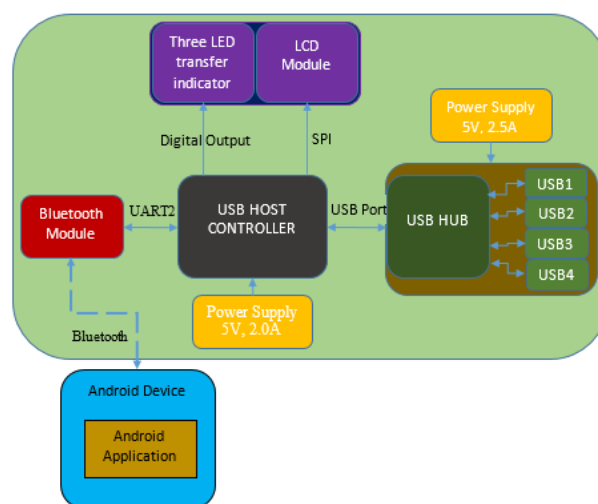 Three LED
transfer
indicator
LCD
Module
Power Supply
5V, 2.5A
Digital Output
SPI
Bluetooth
Module
UART2
USB HOST
CONTROLLER
USB Port
USB HUB
USB1
USB2
USB3
USB4
Power Supply
5V, 2.0A
Bluetooth
Android Device
Android
Application